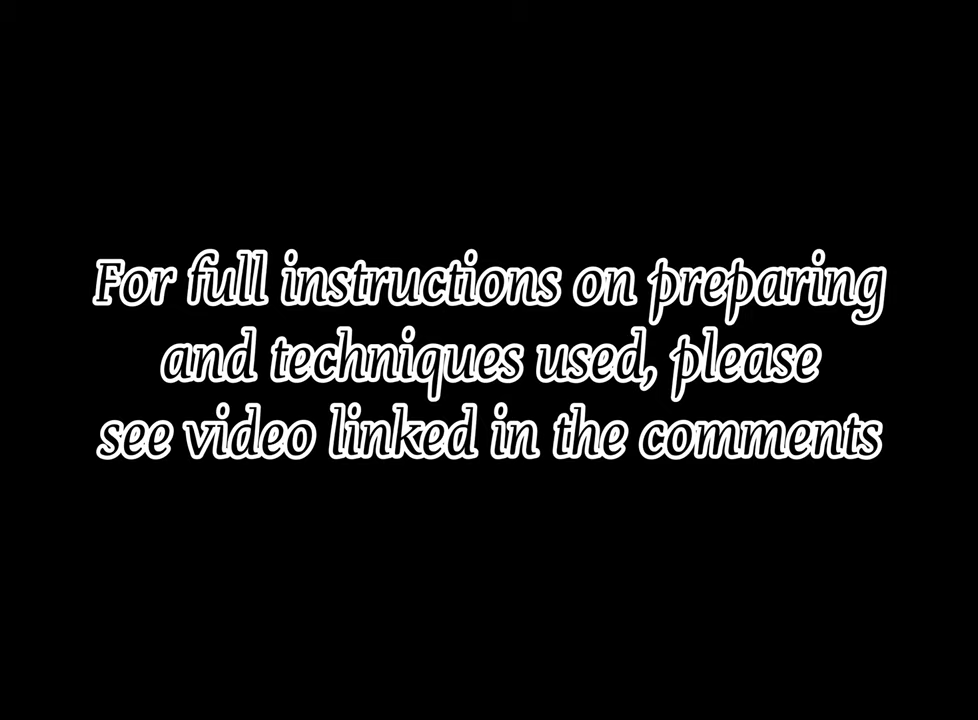 For full instructions on preparing
and techniques used, please
see video linked in the comments